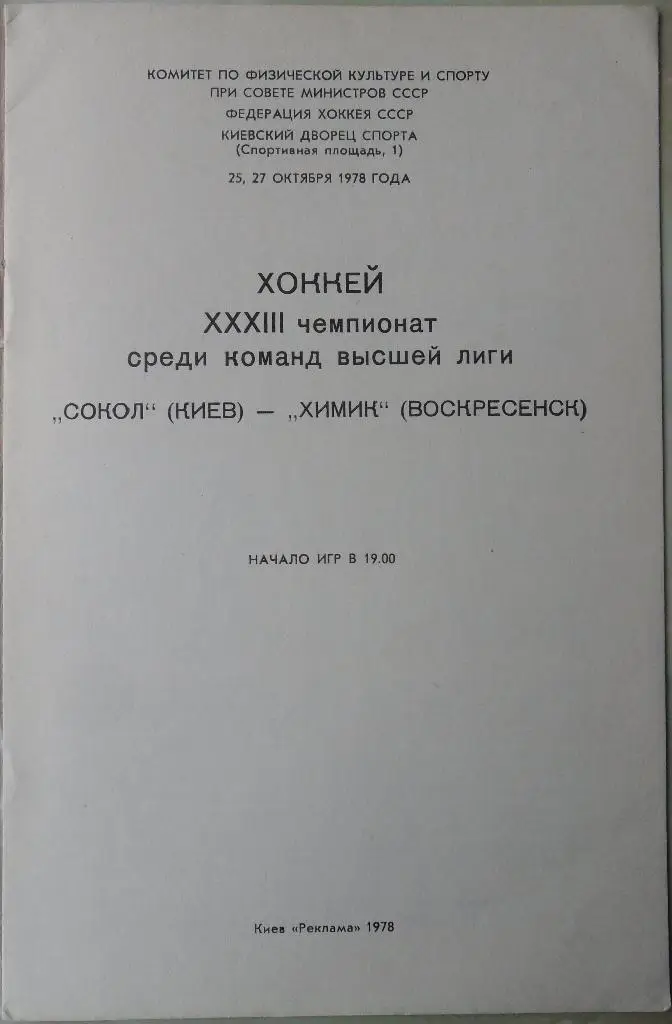 КОМИТЕТ ПО ФИЗИЧЕСКОЙ КУЛЬТУРЕ И СПОРТУ
ПРИ СОВЕТЕ МИНИСТРОВ СССР
ФЕДЕРАЦИЯ ХОККЕЯ СССР
КИЕВСКИЙ ДВОРЕЦ СПОРТА
(Спортивная площадь, 1)
25, 27 ОКТЯБРЯ 1978 ГОДА
ХОККЕЙ
XXXIII чемпионат
среди команд высшей лиги
„СОКОЛ“ (КИЕВ) — „ХИМИК“ (ВОСКРЕСЕНСК)
НАЧАЛО ИГР В 19.00
Киев «Реклама» 1978